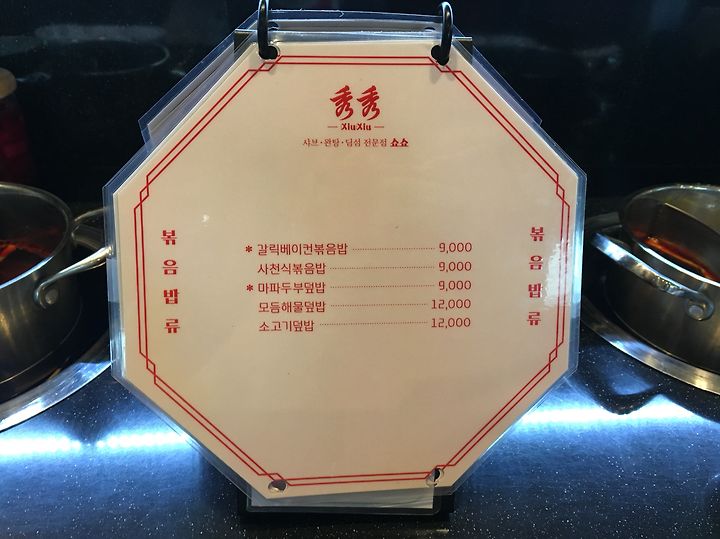 秀秀
XiuXiu
샤브·완탕·딤섬 전문점 쇼쇼
볶음밥류
* 갈릭베이컨볶음밥 9,000
사천식볶음밥 9,000
* 마파두부덮밥 9,000
모듬해물덮밥 12,000
소고기덮밥 12,000
볶음밥류